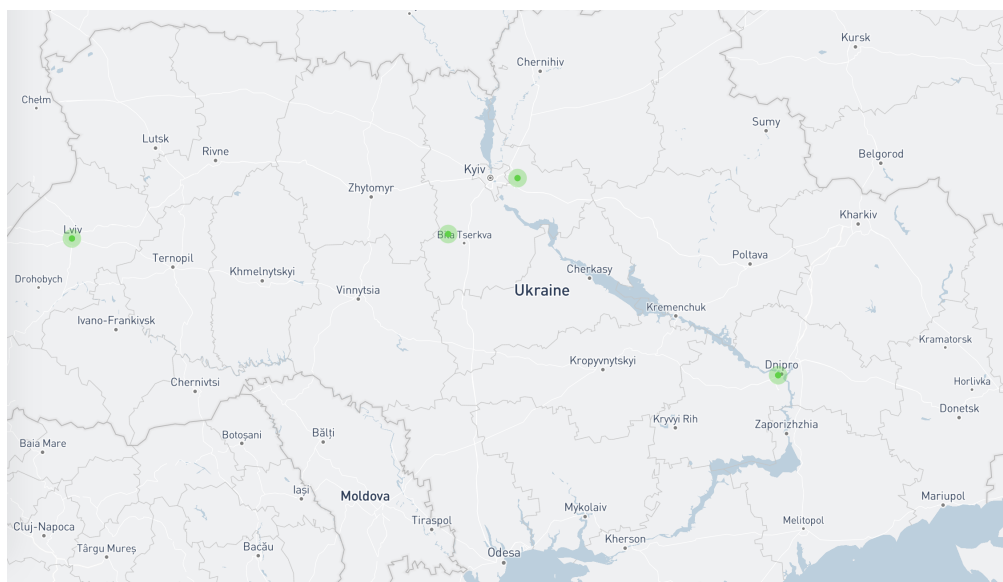 Kursk
Chernihiv
Chełm
Sumy
Lutsk
Rivne
Belgorod
Kyiv
Zhytomyr
Kharkiv
Lviv
Bila Tserkva
Poltava
Ternopil
Khmelnytskyi
Cherkasy
Drohobych
Vinnytsia
Ukraine
Kremenchuk
Ivano-Frankivsk
Kramatorsk
Kropyvnytskyi
Dnipro
Chernivtsi
Horlivka
Donetsk
Kryvyi Rih
Zaporizhzhia
Botoșani
Bălți
Baia Mare
Iași
Moldova
Mariupol
Mykolaiv
Tiraspol
Melitopol
Cluj-Napoca
Kherson
Târgu Mureș
Bacău
Odesa